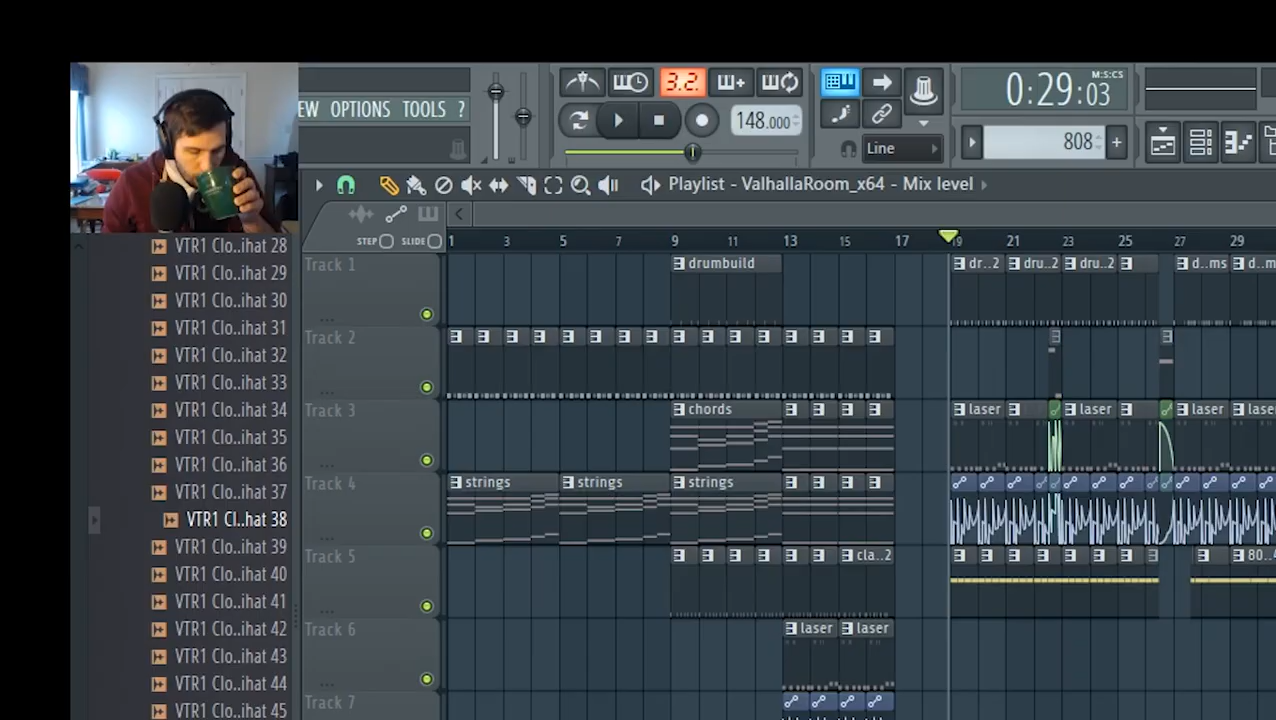 3.2.
EW OPTIONS TOOLS ?
148.000
0:29:03
M:S:CS
Line
808
Playlist - ValhallaRoom_x64 - Mix level
STEP SLIDE
1 3 5 7 9 11 13 15 17 19 21 23 25 27 29
VTR1 Clo..ihat 28
VTR1 Clo..ihat 29
VTR1 Clo..ihat 30
VTR1 Clo..ihat 31
VTR1 Clo..ihat 32
VTR1 Clo..ihat 33
VTR1 Clo..ihat 34
VTR1 Clo..ihat 35
VTR1 Clo..ihat 36
VTR1 Clo..ihat 37
VTR1 Cl..hat 38
VTR1 Clo..ihat 39
VTR1 Clo..ihat 40
VTR1 Clo..ihat 41
VTR1 Clo..ihat 42
VTR1 Clo..ihat 43
VTR1 Clo..ihat 44
VTR1 Clo..ihat 45
Track 1
drumbuild
dr..2 dru..2 dru..2 d..ms d..m
Track 2
Track 3
chords
laser laser laser lase
Track 4
strings strings strings
Track 5
cla..2
80..4
Track 6
laser laser
Track 7